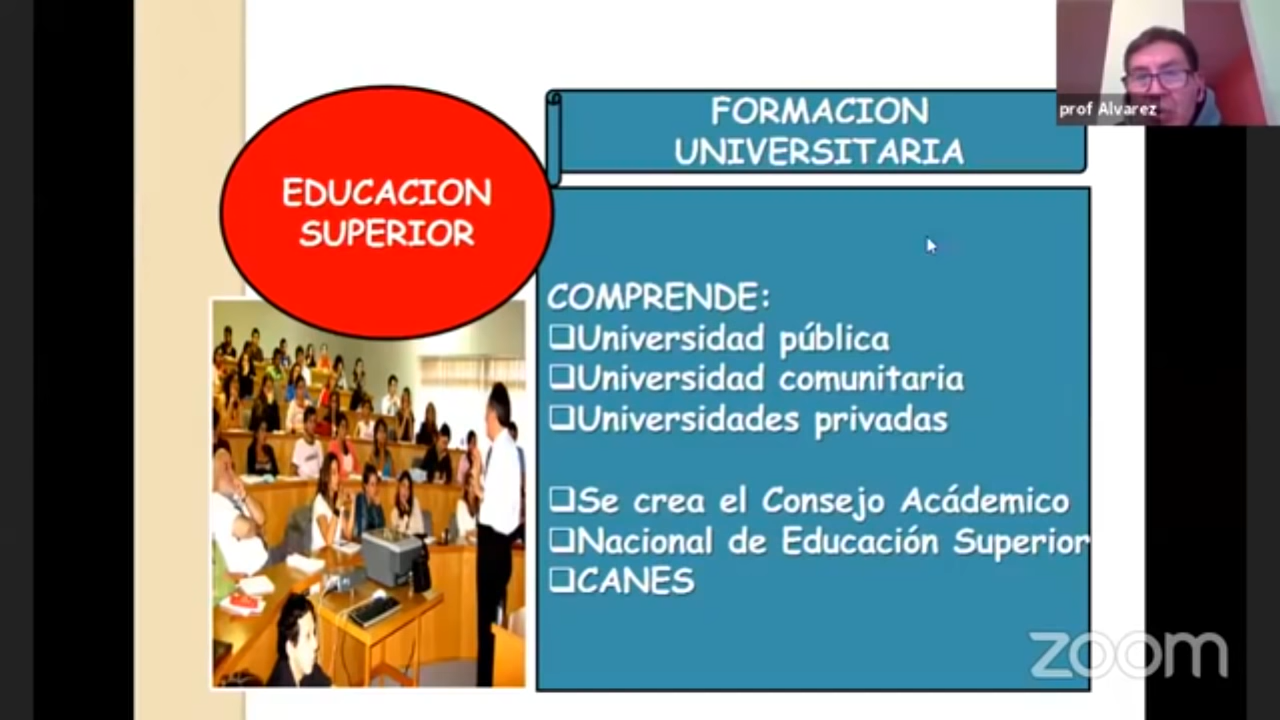 EDUCACION
SUPERIOR
FORMACION
UNIVERSITARIA
prof Alvarez
COMPRENDE:
❑Universidad pública
❑Universidad comunitaria
❑Universidades privadas
❑Se crea el Consejo Acádemico
❑Nacional de Educación Superior
❑CANES
zoom